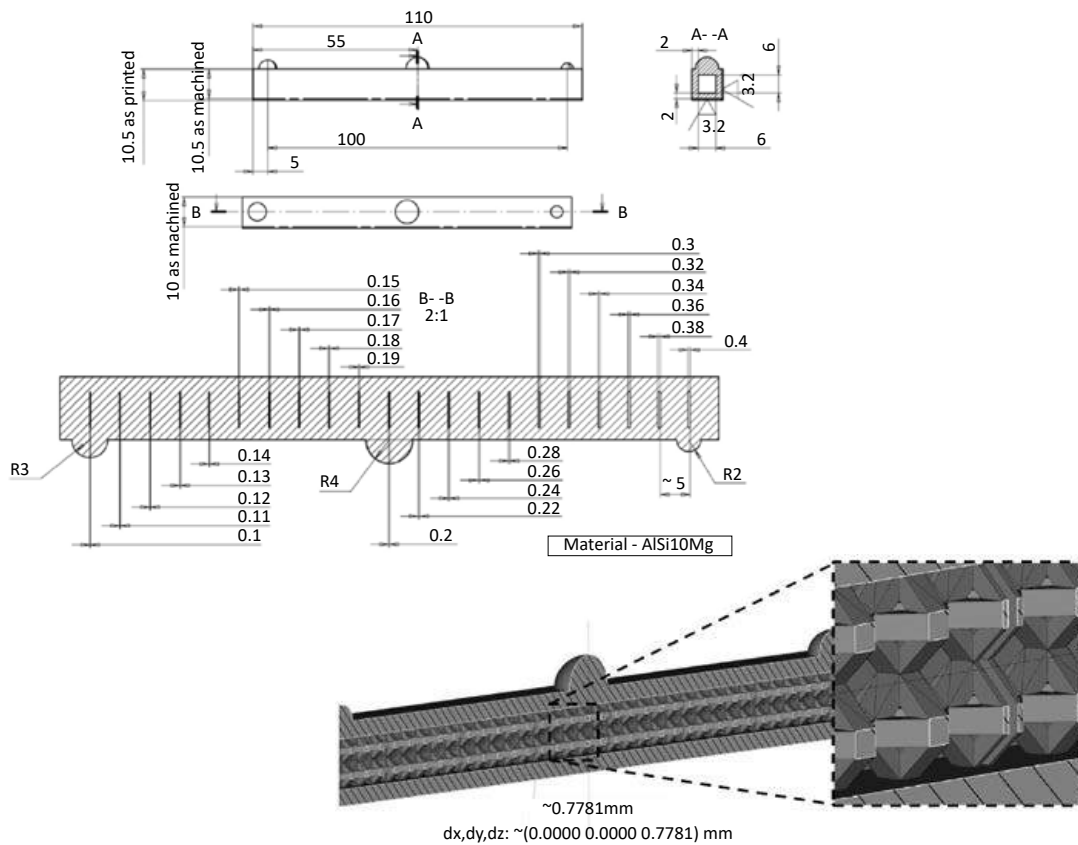 110
55
A
A- -A
2
6
10.5 as printed
10.5 as machined
3.2
2
A
3.2
6
100
5
10 as machined
B
B
0.3
0.32
0.15
0.34
0.16
B- -B
0.36
0.17
2:1
0.38
0.18
0.4
0.19
R3
0.14
R4
0.28
R2
0.13
0.26
~ 5
0.12
0.24
0.11
0.22
0.1
0.2
Material - AlSi10Mg
~0.7781mm
dx,dy,dz: ~(0.0000 0.0000 0.7781) mm